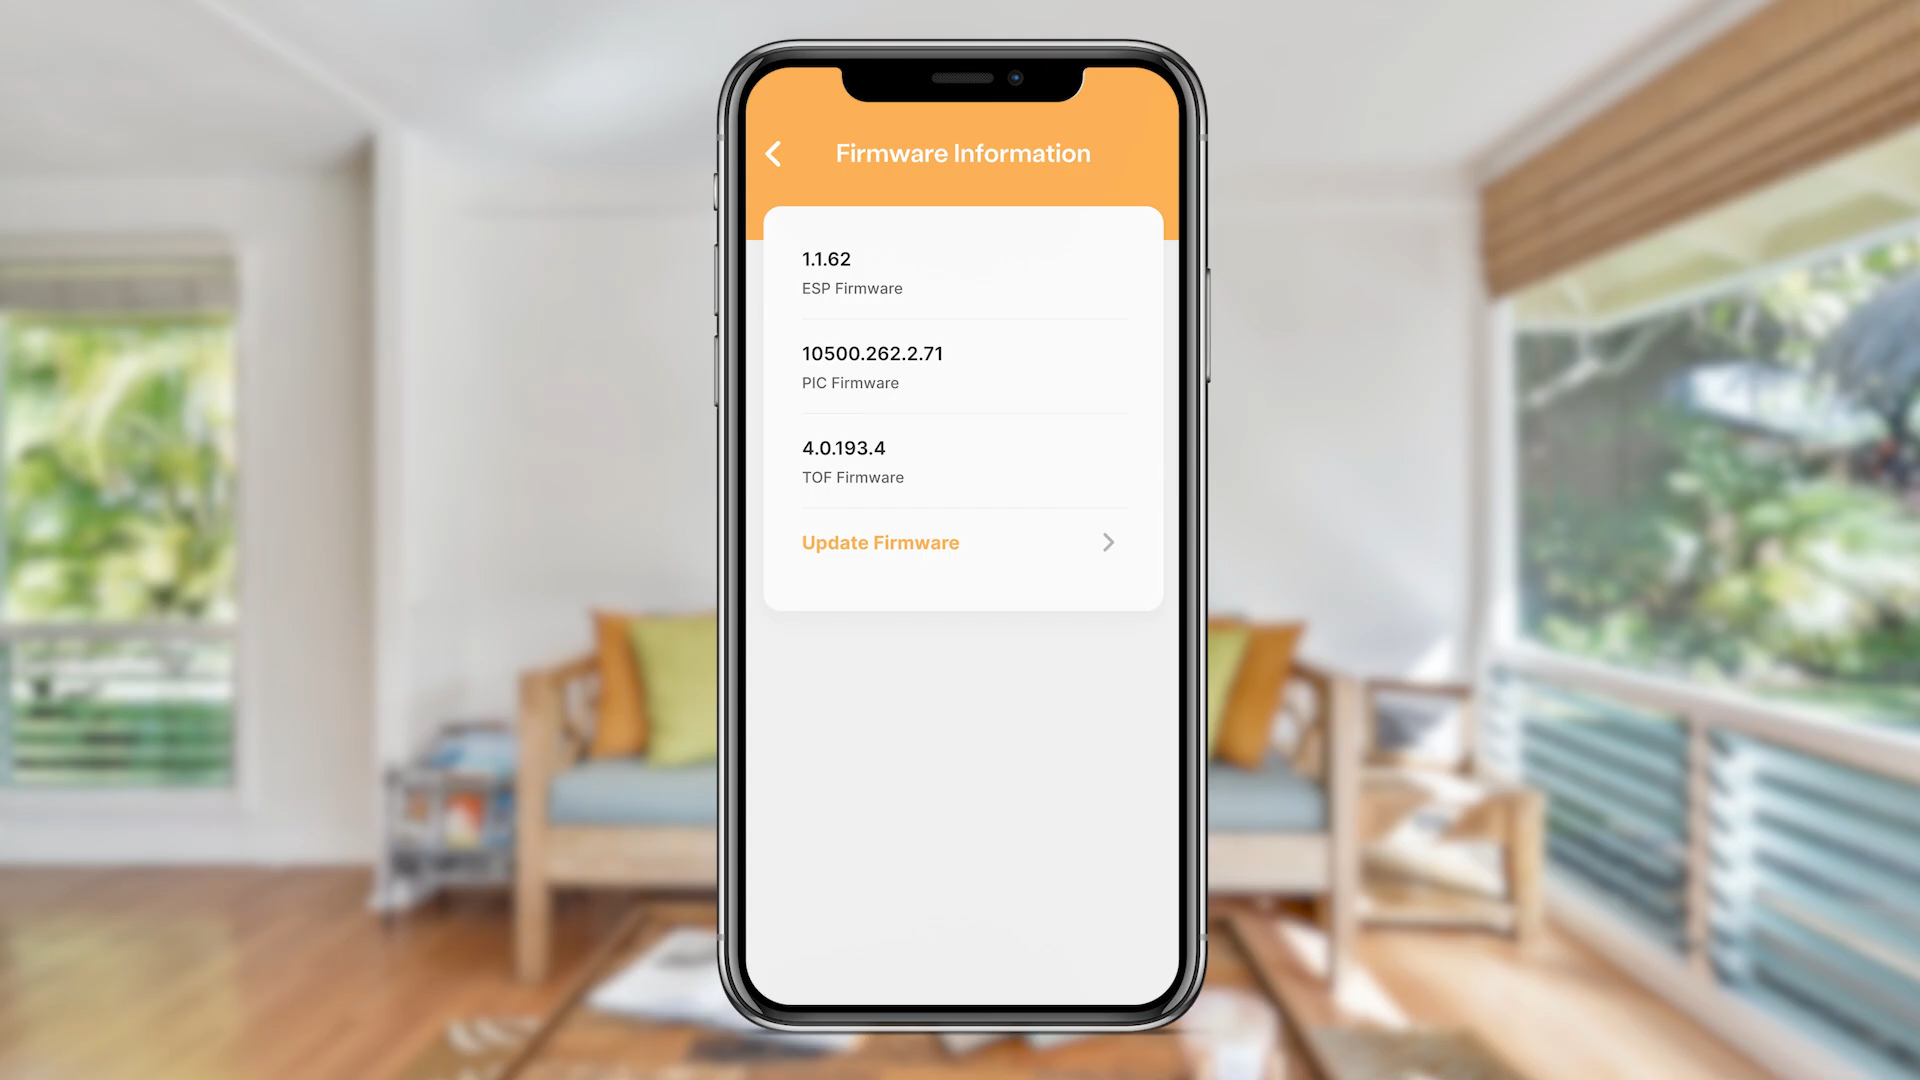 Firmware Information
1.1.62
ESP Firmware
10500.262.2.71
PIC Firmware
4.0.193.4
TOF Firmware
Update Firmware